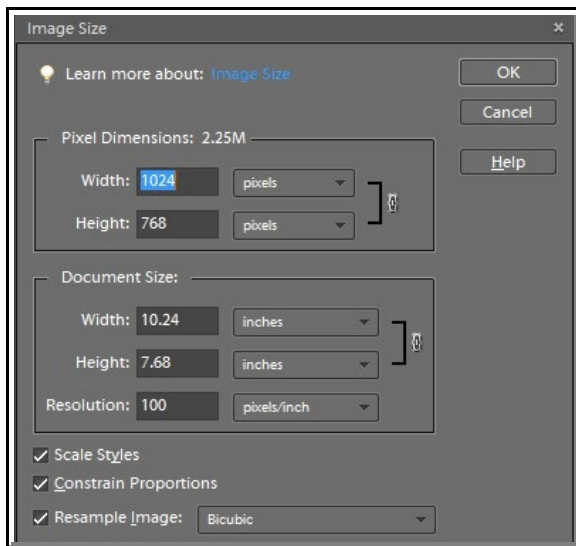 Image Size
Learn more about: Image Size
OK
Cancel
Help
Pixel Dimensions: 2.25M
Width: 1024 pixels
Height: 768 pixels
Document Size:
Width: 10.24 inches
Height: 7.68 inches
Resolution: 100 pixels/inch
Scale Styles
Constrain Proportions
Resample Image: Bicubic